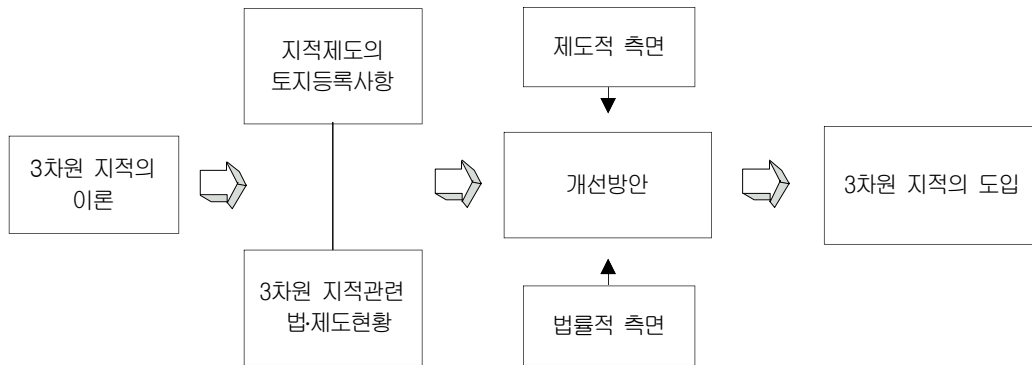 지적제도의
토지등록사항
제도적 측면
3차원 지적의
이론
개선방안
3차원 지적의 도입
3차원 지적관련
법·제도현황
법률적 측면